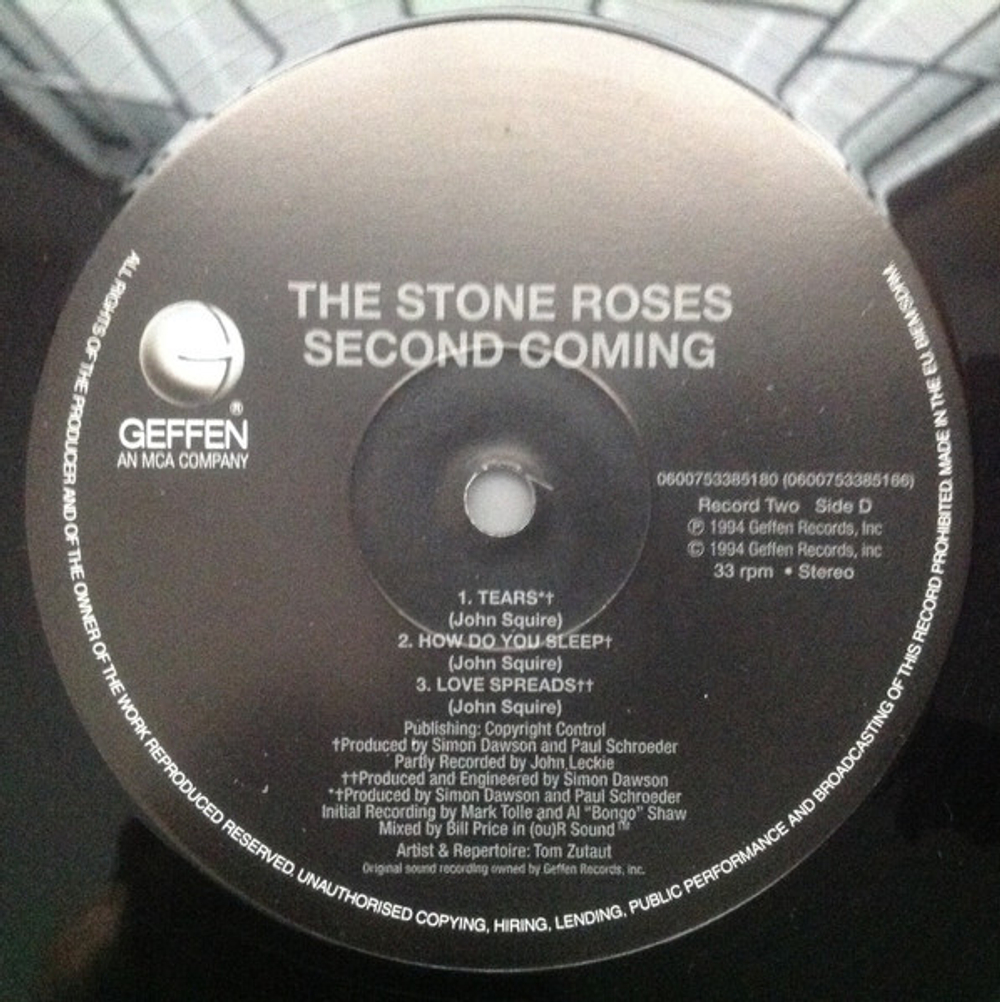 THE STONE ROSES
SECOND COMING
GEFFEN®
AN MCA COMPANY
0600753385180 (0600753385166)
Record Two Side D
℗ 1994 Geffen Records, Inc
© 1994 Geffen Records, inc
33 rpm • Stereo
1. TEARS*†
(John Squire)
2. HOW DO YOU SLEEP†
(John Squire)
3. LOVE SPREADS††
(John Squire)
Publishing: Copyright Control
†Produced by Simon Dawson and Paul Schroeder
Partly Recorded by John Leckie
††Produced and Engineered by Simon Dawson
*†Produced by Simon Dawson and Paul Schroeder
Initial Recording by Mark Tolle and Al "Bongo" Shaw
Mixed by Bill Price in (ou)R Sound™
Artist & Repertoire: Tom Zutaut
Original sound recording owned by Geffen Records, Inc.
ALL RIGHTS OF THE PRODUCER AND OF THE OWNER OF THE WORK REPRODUCED RESERVED. UNAUTHORISED COPYING, HIRING, LENDING, PUBLIC PERFORMANCE AND BROADCASTING OF THIS RECORD PROHIBITED. MADE IN THE EU.